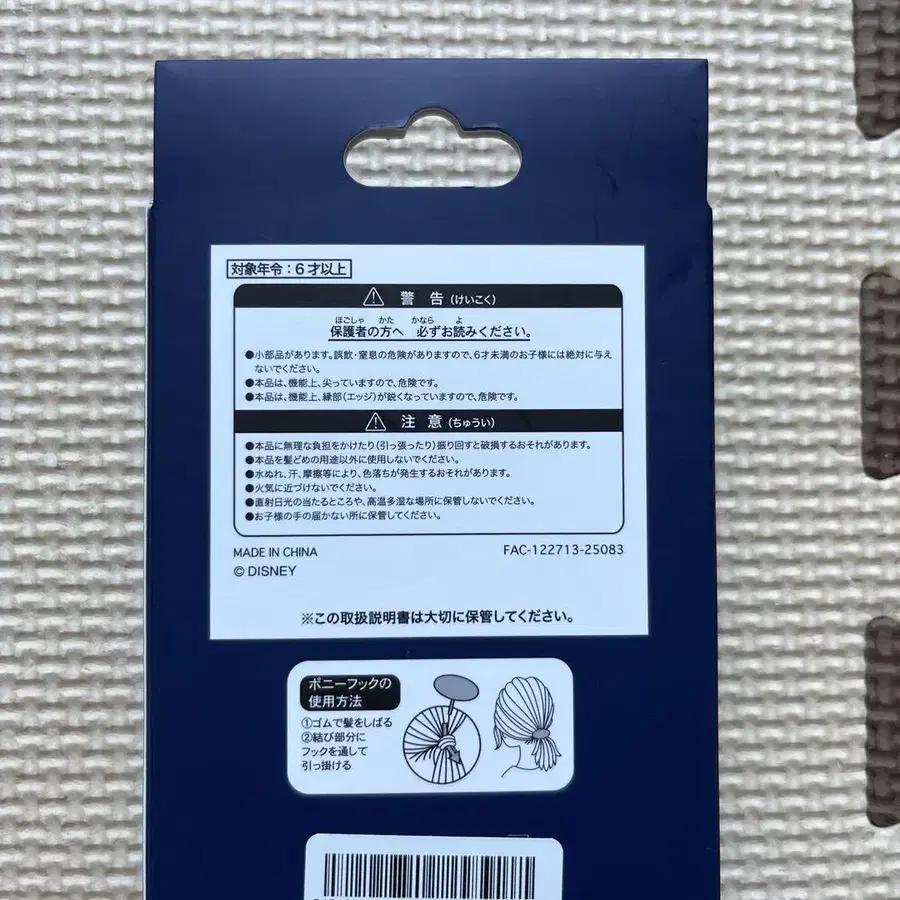 対象年令：6才以上
警告(けいこく)
ほごしゃ かた かなら よ
保護者の方へ 必ずお読みください。
●小部品があります。誤飲・窒息の危険がありますので、6才未満のお子様には絶対に与え
ないでください。
●本品は、機能上、尖っていますので、危険です。
●本品は、機能上、縁部(エッジ)が鋭くなっていますので、危険です。
注意(ちゅうい)
●本品に無理な負担をかけたり(引っ張ったり)振り回すと破損するおそれがあります。
●本品を髪どめの用途以外に使用しないでください。
●水ぬれ、汗、摩擦等により、色落ちが発生するおそれがあります。
●火気に近づけないでください。
●直射日光の当たるところや、高温多湿な場所に保管しないでください。
●お子様の手の届かない所に保管してください。
MADE IN CHINA
FAC-122713-25083
© DISNEY
※この取扱説明書は大切に保管してください。
ポニーフックの
使用方法
①ゴムで髪をしばる
②結び部分に
フックを通して
引っ掛ける